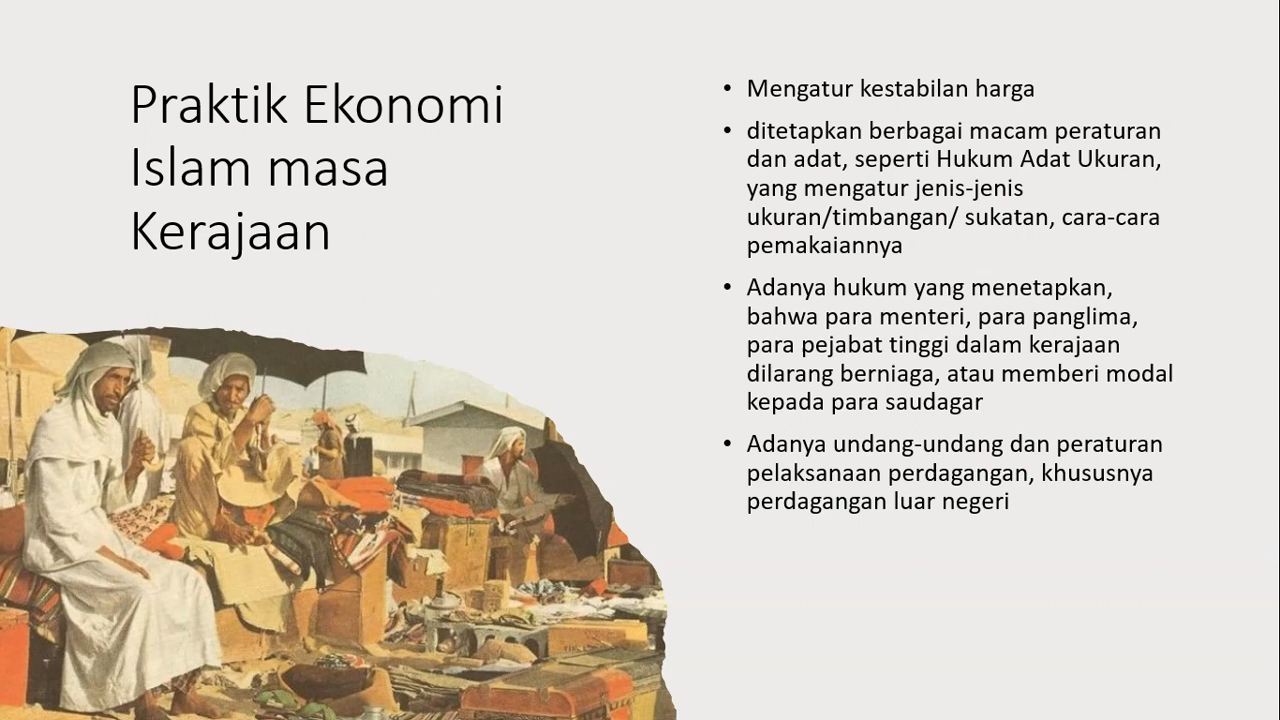 Praktik Ekonomi
Islam masa
Kerajaan
• Mengatur kestabilan harga
• ditetapkan berbagai macam peraturan
dan adat, seperti Hukum Adat Ukuran,
yang mengatur jenis-jenis
ukuran/timbangan/ sukatan, cara-cara
pemakaiannya
• Adanya hukum yang menetapkan,
bahwa para menteri, para panglima,
para pejabat tinggi dalam kerajaan
dilarang berniaga, atau memberi modal
kepada para saudagar
• Adanya undang-undang dan peraturan
pelaksanaan perdagangan, khususnya
perdagangan luar negeri